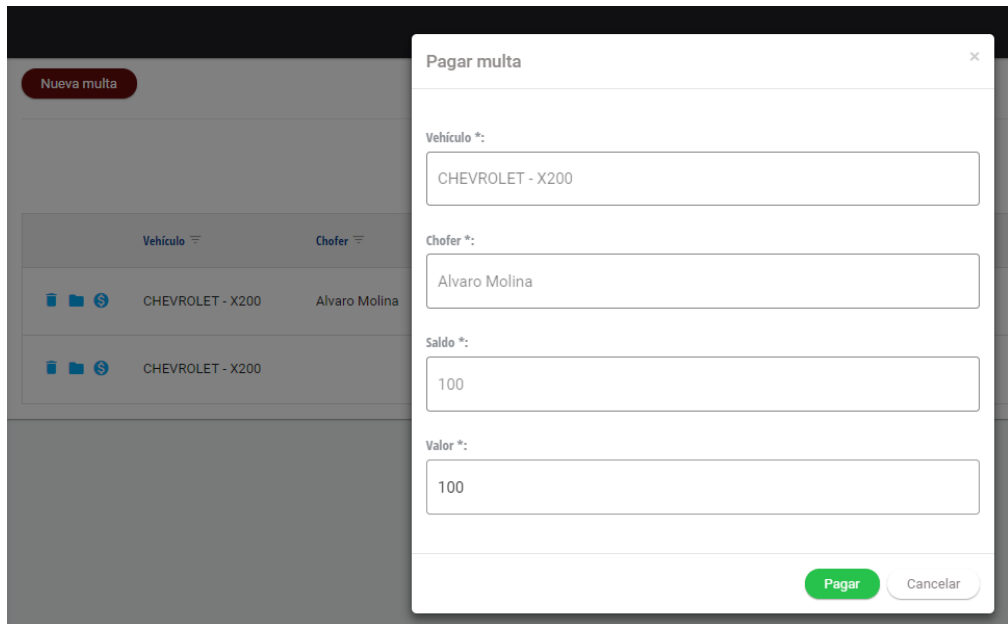 Nueva multa
Vehículo
Chofer
CHEVROLET - X200
Alvaro Molina
CHEVROLET - X200
Pagar multa
×
Vehículo *:
CHEVROLET - X200
Chofer *:
Alvaro Molina
Saldo *:
100
Valor *:
100
Pagar
Cancelar